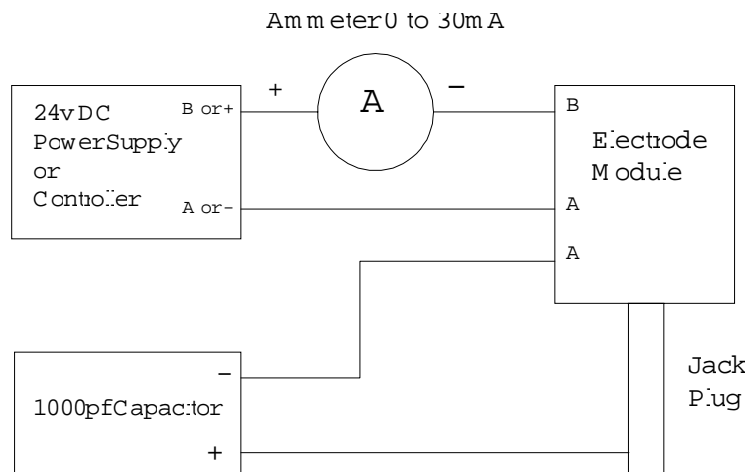 Ammeter 0 to 30mA
+
A
–
24v DC
Power Supply
or
Controller
B or +
A or -
B
Electrode
Module
A
A
1000pf Capacitor
–
+
Jack
Plug